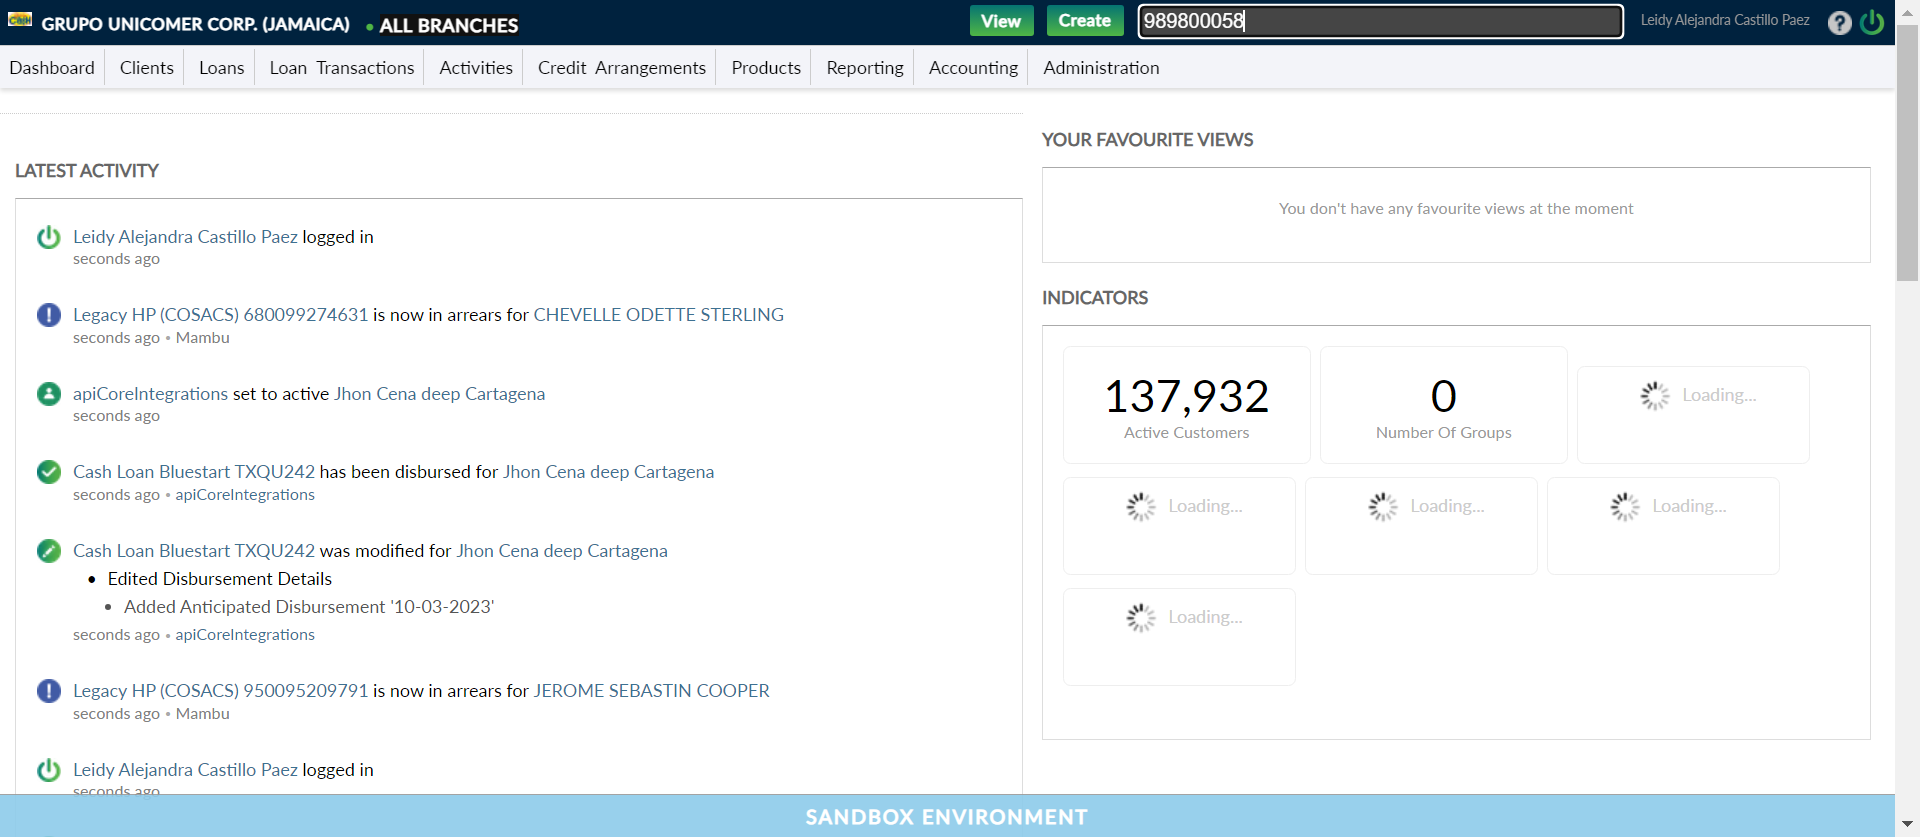 Cash GRUPO UNICOMER CORP. (JAMAICA) • ALL BRANCHES View Create 989800058 Leidy Alejandra Castillo Paez ?
Dashboard Clients Loans Loan Transactions Activities Credit Arrangements Products Reporting Accounting Administration
LATEST ACTIVITY
Leidy Alejandra Castillo Paez logged in
seconds ago
Legacy HP (COSACS) 680099274631 is now in arrears for CHEVELLE ODETTE STERLING
seconds ago • Mambu
apiCoreIntegrations set to active Jhon Cena deep Cartagena
seconds ago
Cash Loan Bluestart TXQU242 has been disbursed for Jhon Cena deep Cartagena
seconds ago • apiCoreIntegrations
Cash Loan Bluestart TXQU242 was modified for Jhon Cena deep Cartagena
• Edited Disbursement Details
• Added Anticipated Disbursement '10-03-2023'
seconds ago • apiCoreIntegrations
Legacy HP (COSACS) 950095209791 is now in arrears for JEROME SEBASTIN COOPER
seconds ago • Mambu
Leidy Alejandra Castillo Paez logged in
seconds ago
YOUR FAVOURITE VIEWS
You don't have any favourite views at the moment
INDICATORS
137,932
Active Customers
0
Number Of Groups
Loading...
Loading...
Loading...
Loading...
Loading...
SANDBOX ENVIRONMENT